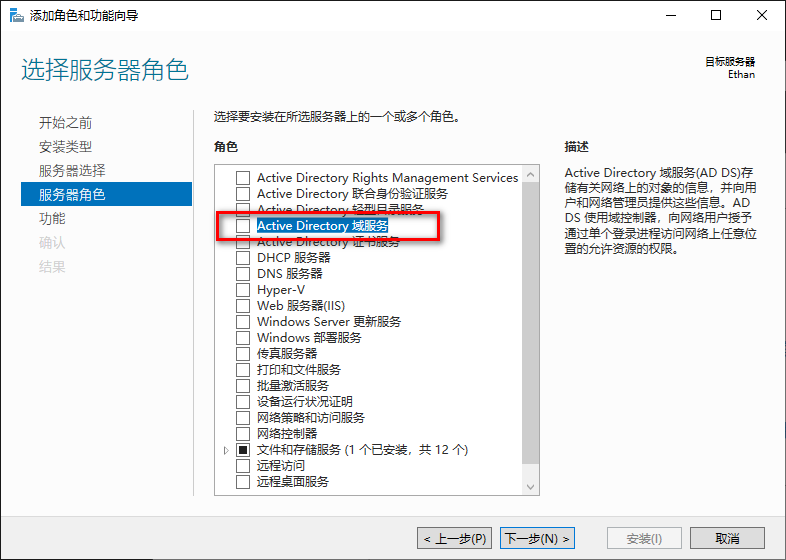 添加角色和功能向导
选择服务器角色
目标服务器
Ethan
开始之前
安装类型
服务器选择
服务器角色
功能
确认
结果
选择要安装在所选服务器上的一个或多个角色。
角色
Active Directory Rights Management Services
Active Directory 联合身份验证服务
Active Directory 轻型目录服务
Active Directory 域服务
Active Directory 证书服务
DHCP 服务器
DNS 服务器
Hyper-V
Web 服务器(IIS)
Windows Server 更新服务
Windows 部署服务
传真服务器
打印和文件服务
批量激活服务
设备运行状况证明
网络策略和访问服务
网络控制器
文件和存储服务 (1 个已安装，共 12 个)
远程访问
远程桌面服务
描述
Active Directory 域服务(AD DS)存
储有关网络上的对象的信息，并向用
户和网络管理员提供这些信息。AD
DS 使用域控制器，向网络用户授予
通过单个登录进程访问网络上任意位
置的允许资源的权限。
< 上一步(P)
下一步(N) >
安装(I)
取消